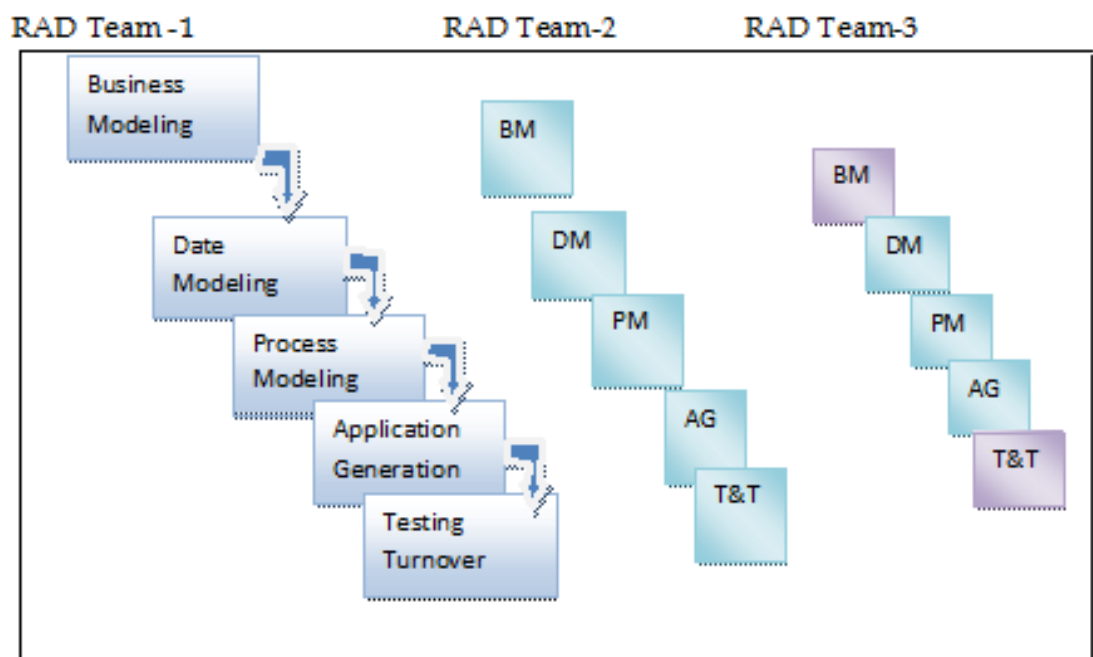 RAD Team -1
RAD Team-2
RAD Team-3
Business
Modeling
Date
Modeling
Process
Modeling
Application
Generation
Testing
Turnover
BM
DM
PM
AG
T&T
BM
DM
PM
AG
T&T